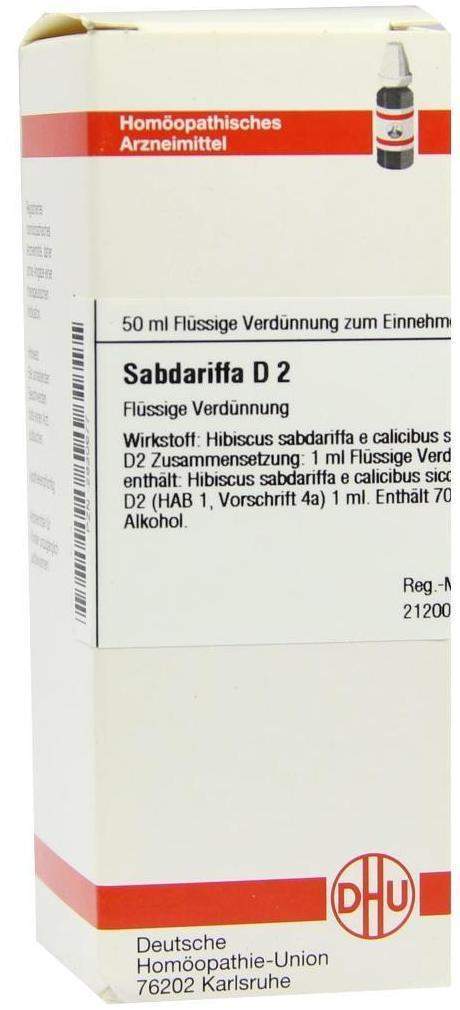 Homöopathisches
Arzneimittel
50 ml Flüssige Verdünnung zum Einnehm
Sabdariffa D 2
Flüssige Verdünnung
Wirkstoff: Hibiscus sabdariffa e calicibus s
D2 Zusammensetzung: 1 ml Flüssige Verd
enthält: Hibiscus sabdariffa e calicibus sicc
D2 (HAB 1, Vorschrift 4a) 1 ml. Enthält 70
Alkohol.
Reg.-N
21200
DHU
Deutsche
Homöopathie-Union
76202 Karlsruhe